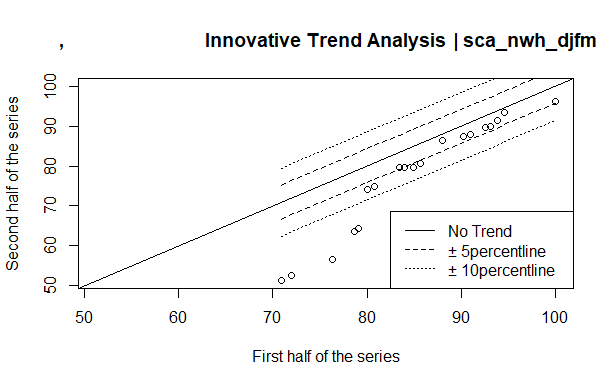 , Innovative Trend Analysis | sca_nwh_djfm
Second half of the series
100
90
80
70
60
50
No Trend
± 5percentline
± 10percentline
50 60 70 80 90 100
First half of the series